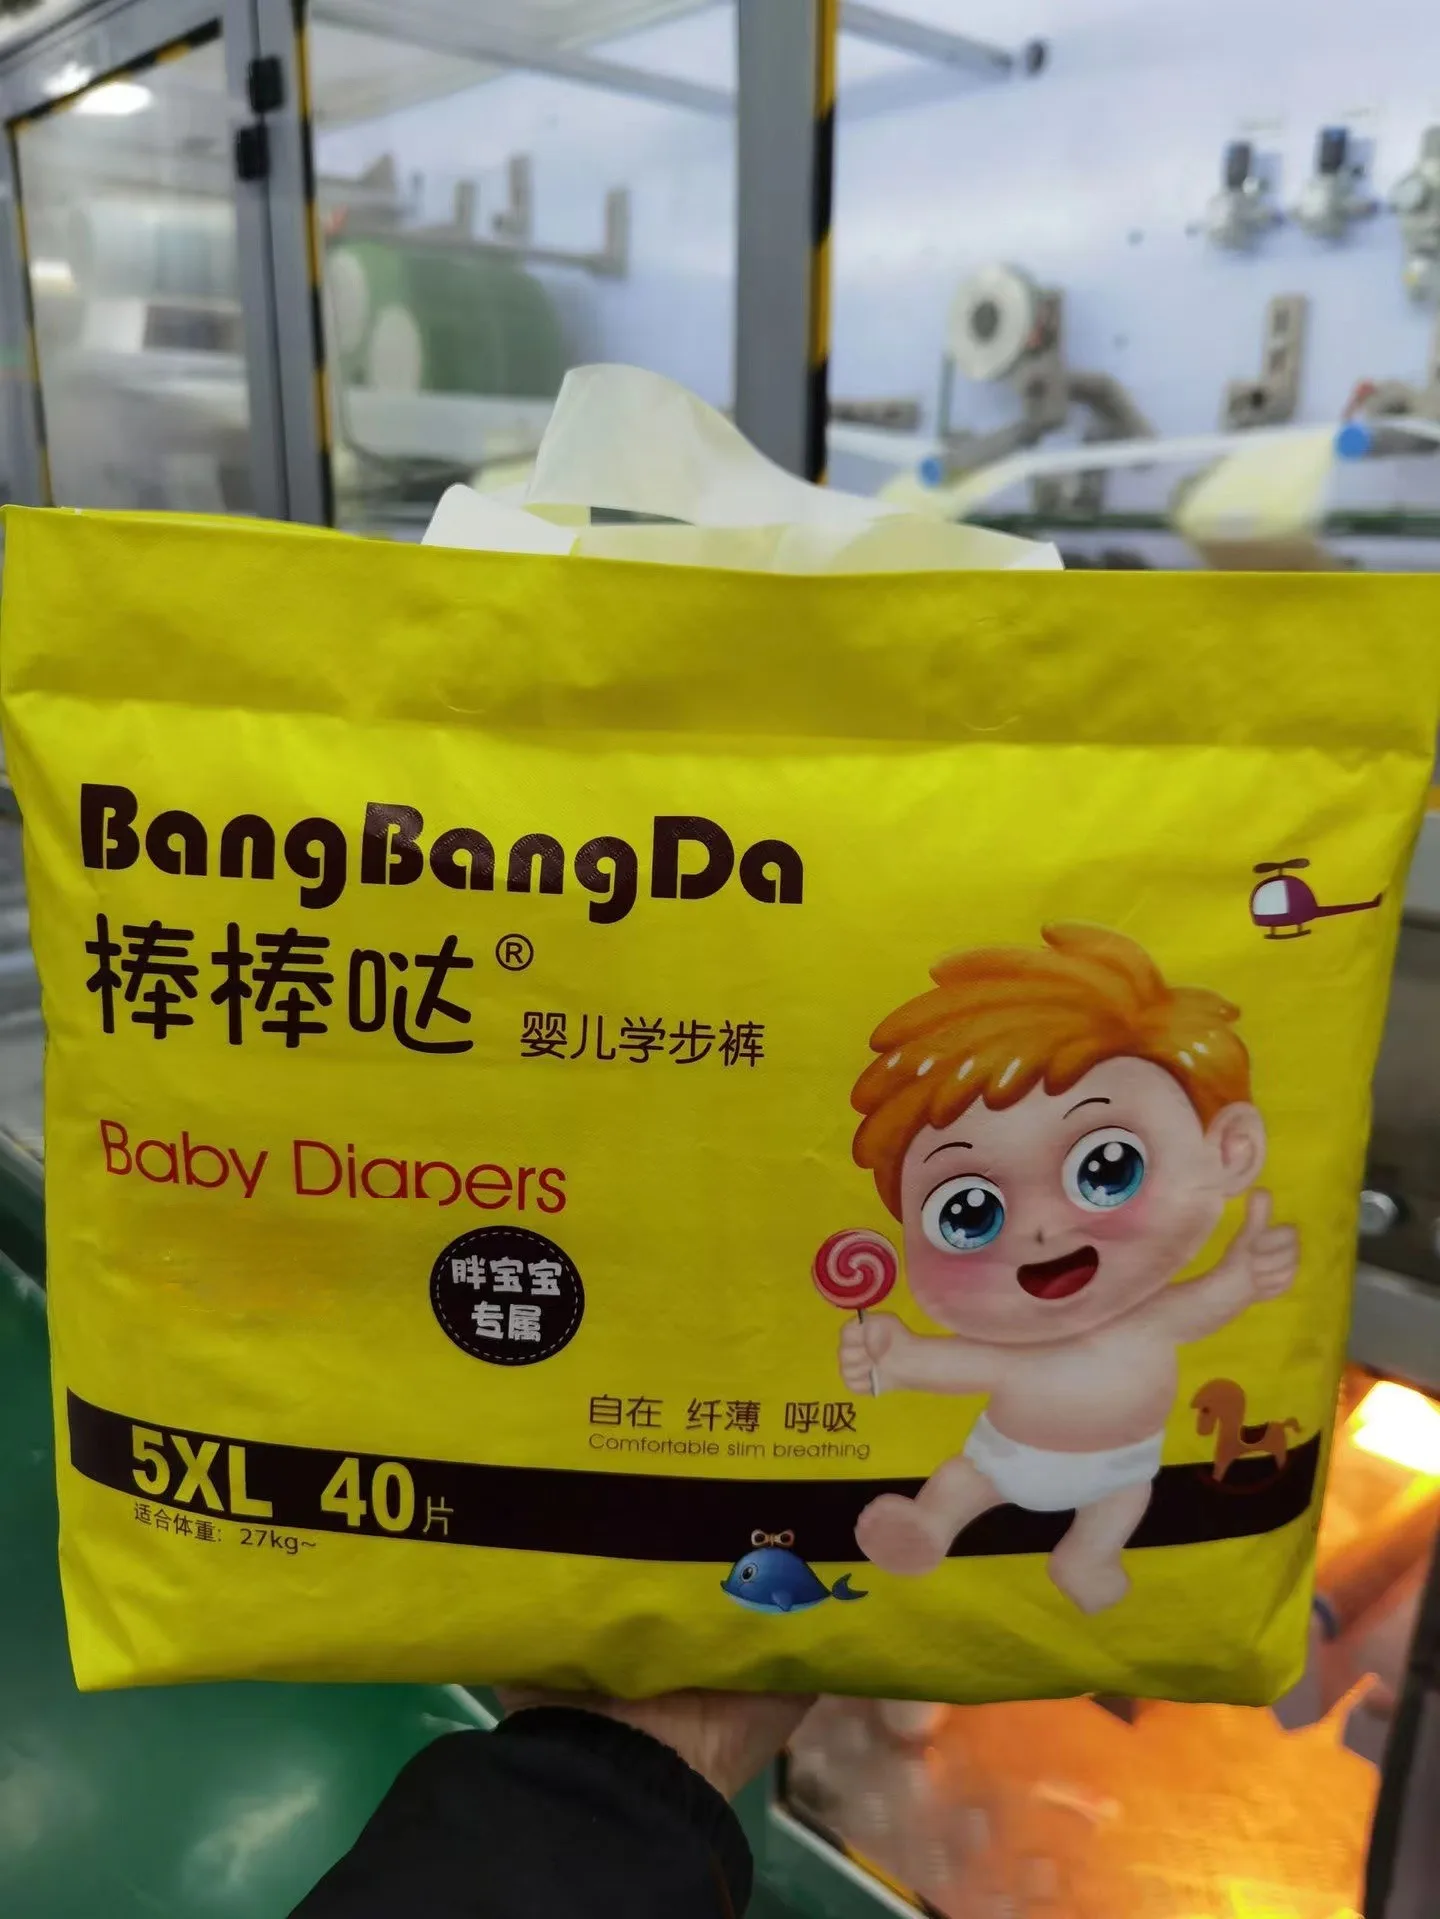 BangBangDa
棒棒哒®
婴儿学步裤
Baby Diapers
胖宝宝
专属
自在 纤薄 呼吸
Comfortable slim breathing
5XL 40片
适合体重: 27kg~